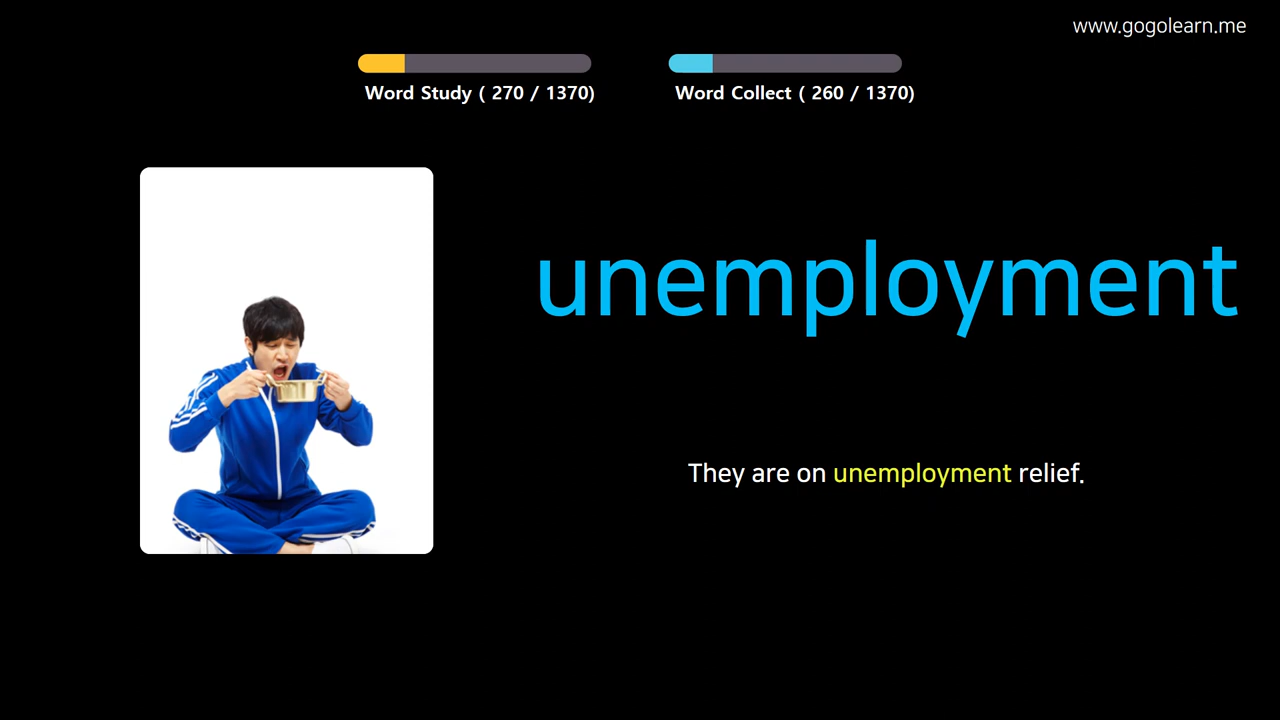 www.gogolearn.me
Word Study ( 270 / 1370)
Word Collect ( 260 / 1370)
unemployment
They are on unemployment relief.